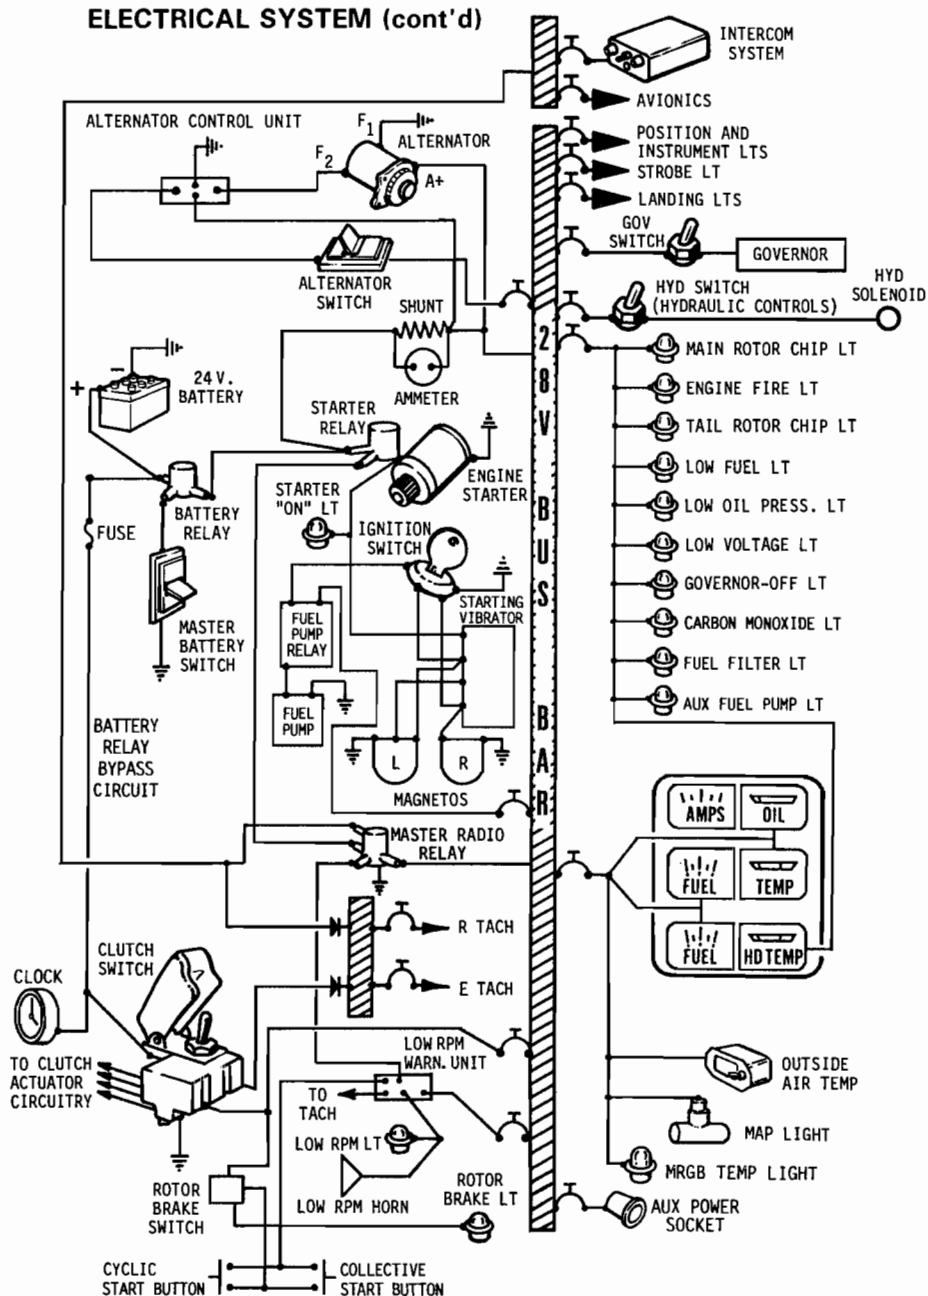 ELECTRICAL SYSTEM (cont'd)
INTERCOM
SYSTEM
AVIONICS
ALTERNATOR CONTROL UNIT
F1
ALTERNATOR
F2
A+
POSITION AND
INSTRUMENT LTS
STROBE LT
LANDING LTS
GOV
SWITCH
GOVERNOR
ALTERNATOR
SWITCH
HYD SWITCH
(HYDRAULIC CONTROLS)
HYD
SOLENOID
SHUNT
AMMETER
28V BUS BAR
MAIN ROTOR CHIP LT
ENGINE FIRE LT
TAIL ROTOR CHIP LT
LOW FUEL LT
LOW OIL PRESS. LT
LOW VOLTAGE LT
GOVERNOR-OFF LT
CARBON MONOXIDE LT
FUEL FILTER LT
AUX FUEL PUMP LT
+
-
24V.
BATTERY
STARTER
RELAY
ENGINE
STARTER
STARTER
"ON" LT
IGNITION
SWITCH
BATTERY
RELAY
FUSE
MASTER
BATTERY
SWITCH
STARTING
VIBRATOR
FUEL
PUMP
RELAY
FUEL
PUMP
L
R
MAGNETOS
BATTERY
RELAY
BYPASS
CIRCUIT
MASTER RADIO
RELAY
AMPS
OIL
FUEL
TEMP
FUEL
HD TEMP
R TACH
E TACH
CLUTCH
SWITCH
CLOCK
TO CLUTCH
ACTUATOR
CIRCUITRY
LOW RPM
WARN. UNIT
TO
TACH
LOW RPM LT
LOW RPM HORN
ROTOR
BRAKE LT
ROTOR
BRAKE
SWITCH
OUTSIDE
AIR TEMP
MAP LIGHT
MRGB TEMP LIGHT
AUX POWER
SOCKET
CYCLIC
START BUTTON
COLLECTIVE
START BUTTON